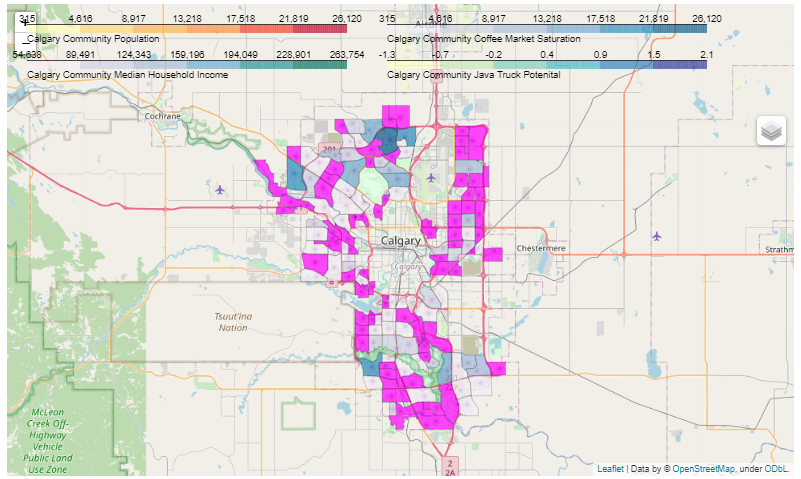 315 4,616 8,917 13,218 17,518 21,819 26,120
Calgary Community Population
315 4,616 8,917 13,218 17,518 21,819 26,120
Calgary Community Coffee Market Saturation
54,638 89,491 124,343 159,196 194,049 228,901 263,754
Calgary Community Median Household Income
-1.3 -0.7 -0.2 0.4 0.9 1.5 2.1
Calgary Community Java Truck Potenital
Airdrie
Cochrane
201
Calgary
Calgary
Chestermere
Strathm
8
Tsuut'ina
Nation
McLean
Creek Off-
Highway
Vehicle
Public Land
Use Zone
2
2A
Leaflet | Data by © OpenStreetMap, under ODbL.